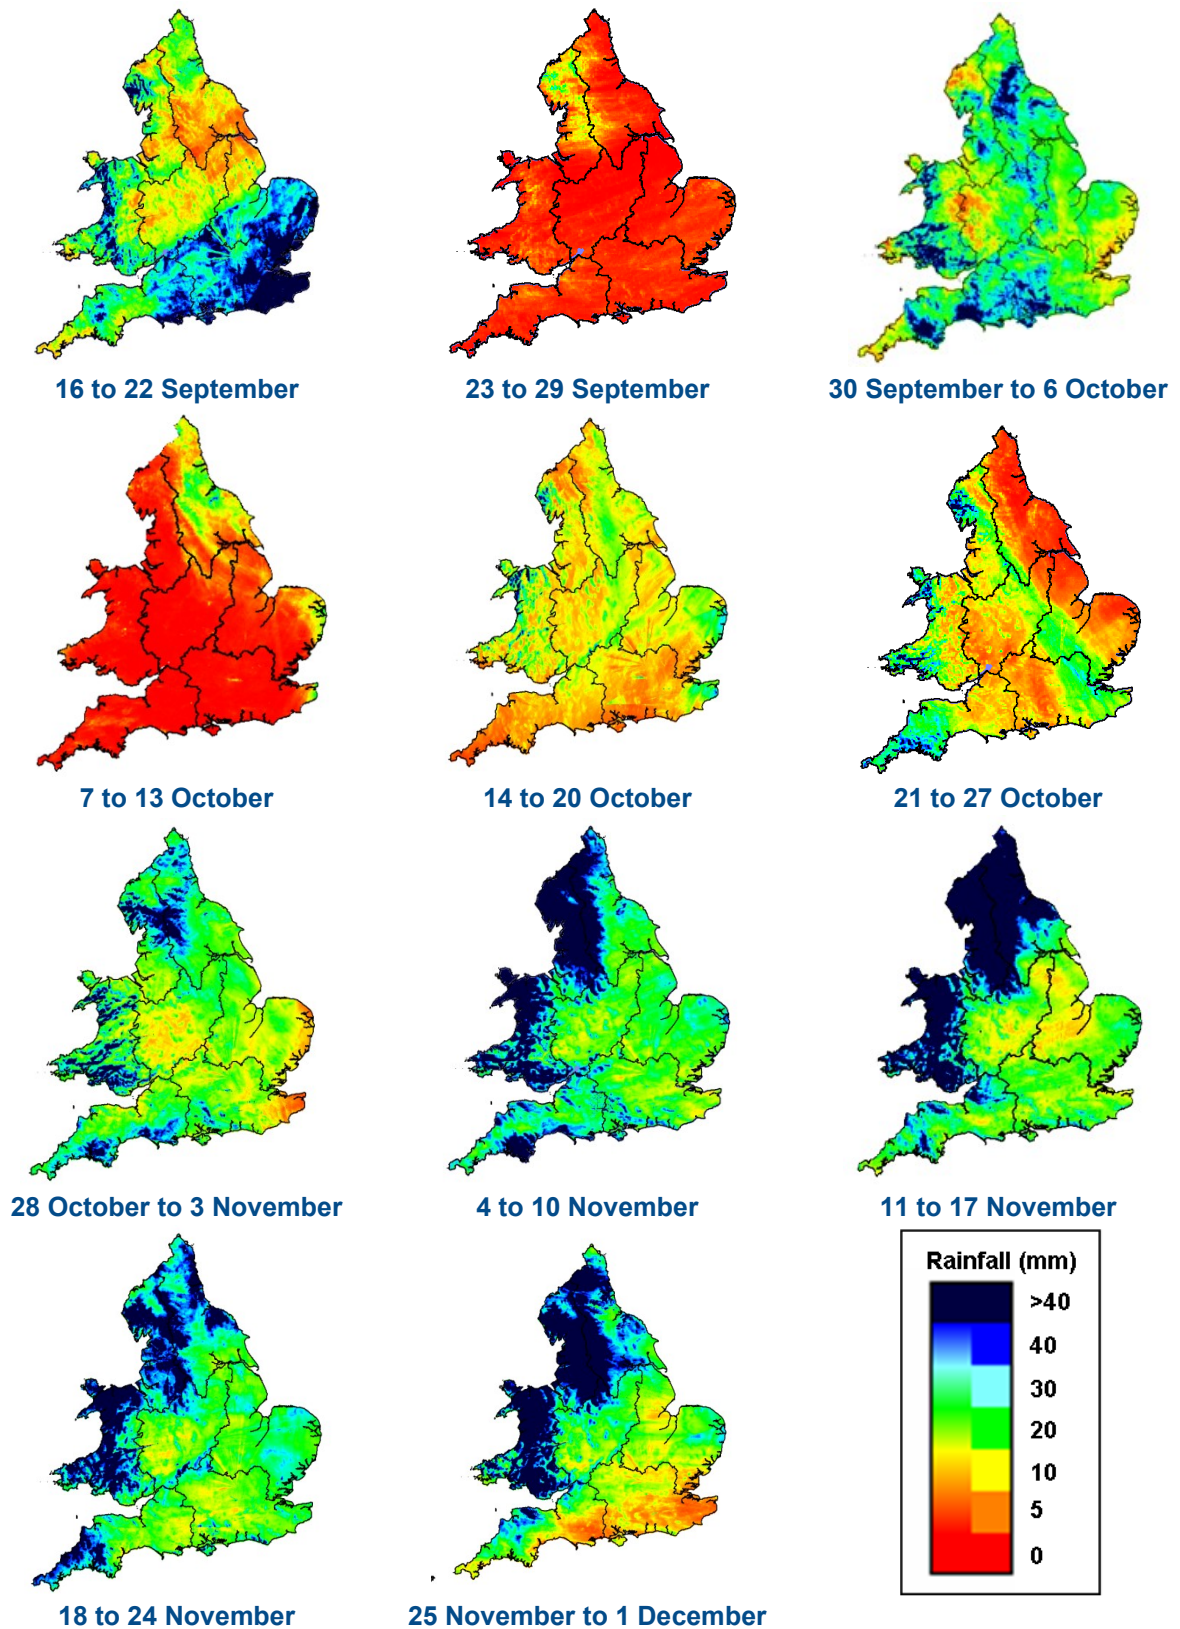 16 to 22 September
23 to 29 September
30 September to 6 October
7 to 13 October
14 to 20 October
21 to 27 October
28 October to 3 November
4 to 10 November
11 to 17 November
18 to 24 November
25 November to 1 December
Rainfall (mm)
>40
40
30
20
10
5
0